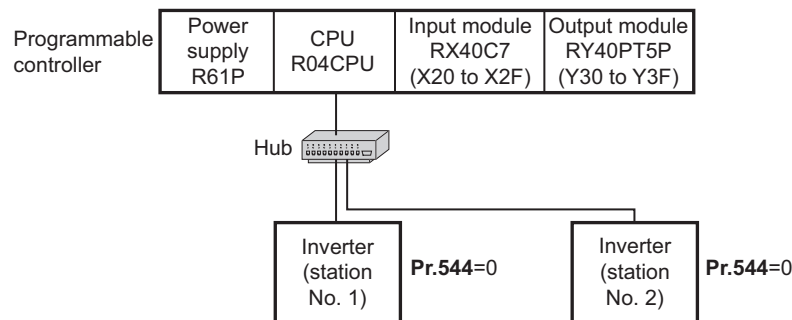 Programmable
controller
Power
supply
R61P
CPU
R04CPU
Input module
RX40C7
(X20 to X2F)
Output module
RY40PT5P
(Y30 to Y3F)
Hub
Inverter
(station
No. 1)
Pr.544=0
Inverter
(station
No. 2)
Pr.544=0